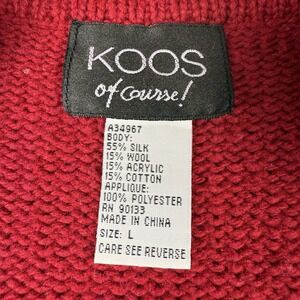 KOOS
of course!
A34967
BODY:
55% SILK
15% WOOL
15% ACRYLIC
15% COTTON
APPLIQUE:
100% POLYESTER
RN 90133
MADE IN CHINA
SIZE: L
CARE SEE REVERSE